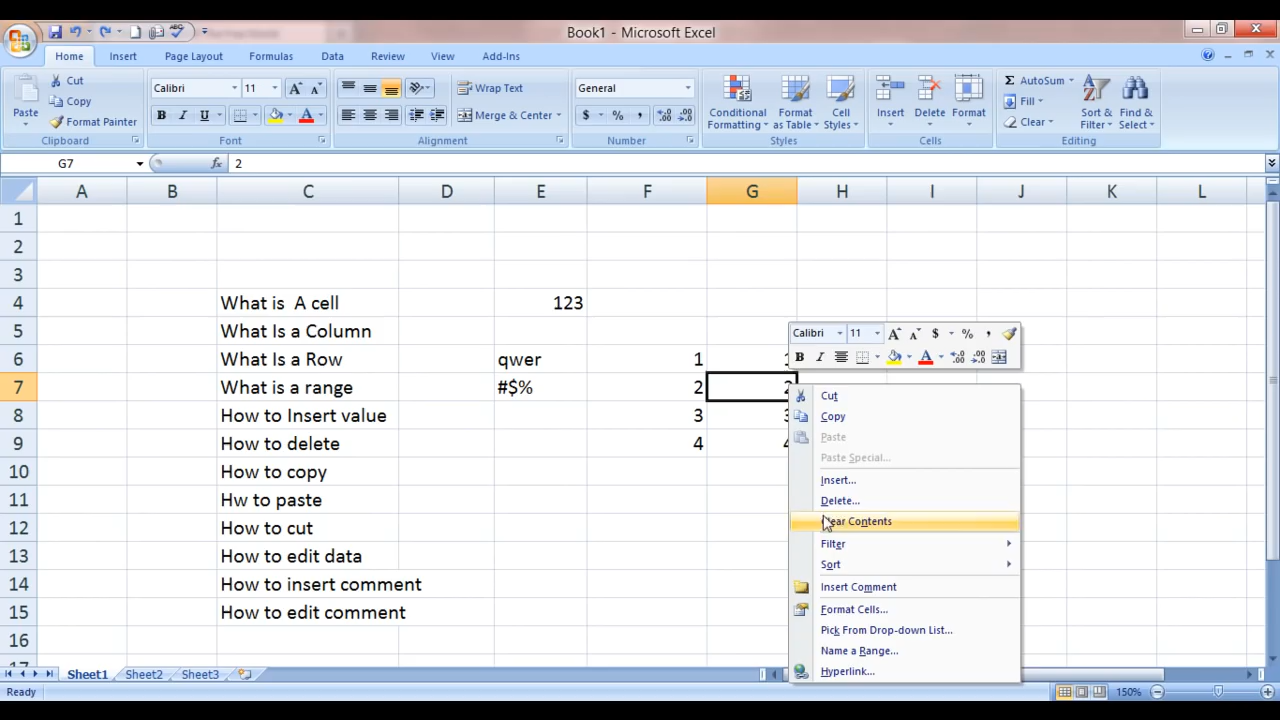 Book1 - Microsoft Excel
Home Insert Page Layout Formulas Data Review View Add-Ins
Paste
Cut
Copy
Format Painter
Clipboard
Calibri 11
B I U
Font
Wrap Text
Merge & Center
Alignment
General
$ % ,
Number
Conditional Formatting
Format as Table
Cell Styles
Styles
Insert Delete Format
Cells
AutoSum
Fill
Clear
Sort & Filter
Find & Select
Editing
G7 fx 2
A B C D E F G H I J K L
1
2
3
4 What is  A cell 123
5 What Is a Column
6 What Is a Row qwer 1 1
7 What is a range #$% 2 2
8 How to Insert value 3 3
9 How to delete 4 4
10 How to copy
11 Hw to paste
12 How to cut
13 How to edit data
14 How to insert comment
15 How to edit comment
16
17
Calibri 11 $ % ,
B I A
Cut
Copy
Paste
Paste Special...
Insert...
Delete...
Clear Contents
Filter
Sort
Insert Comment
Format Cells...
Pick From Drop-down List...
Name a Range...
Hyperlink...
Sheet1 Sheet2 Sheet3
Ready 150%